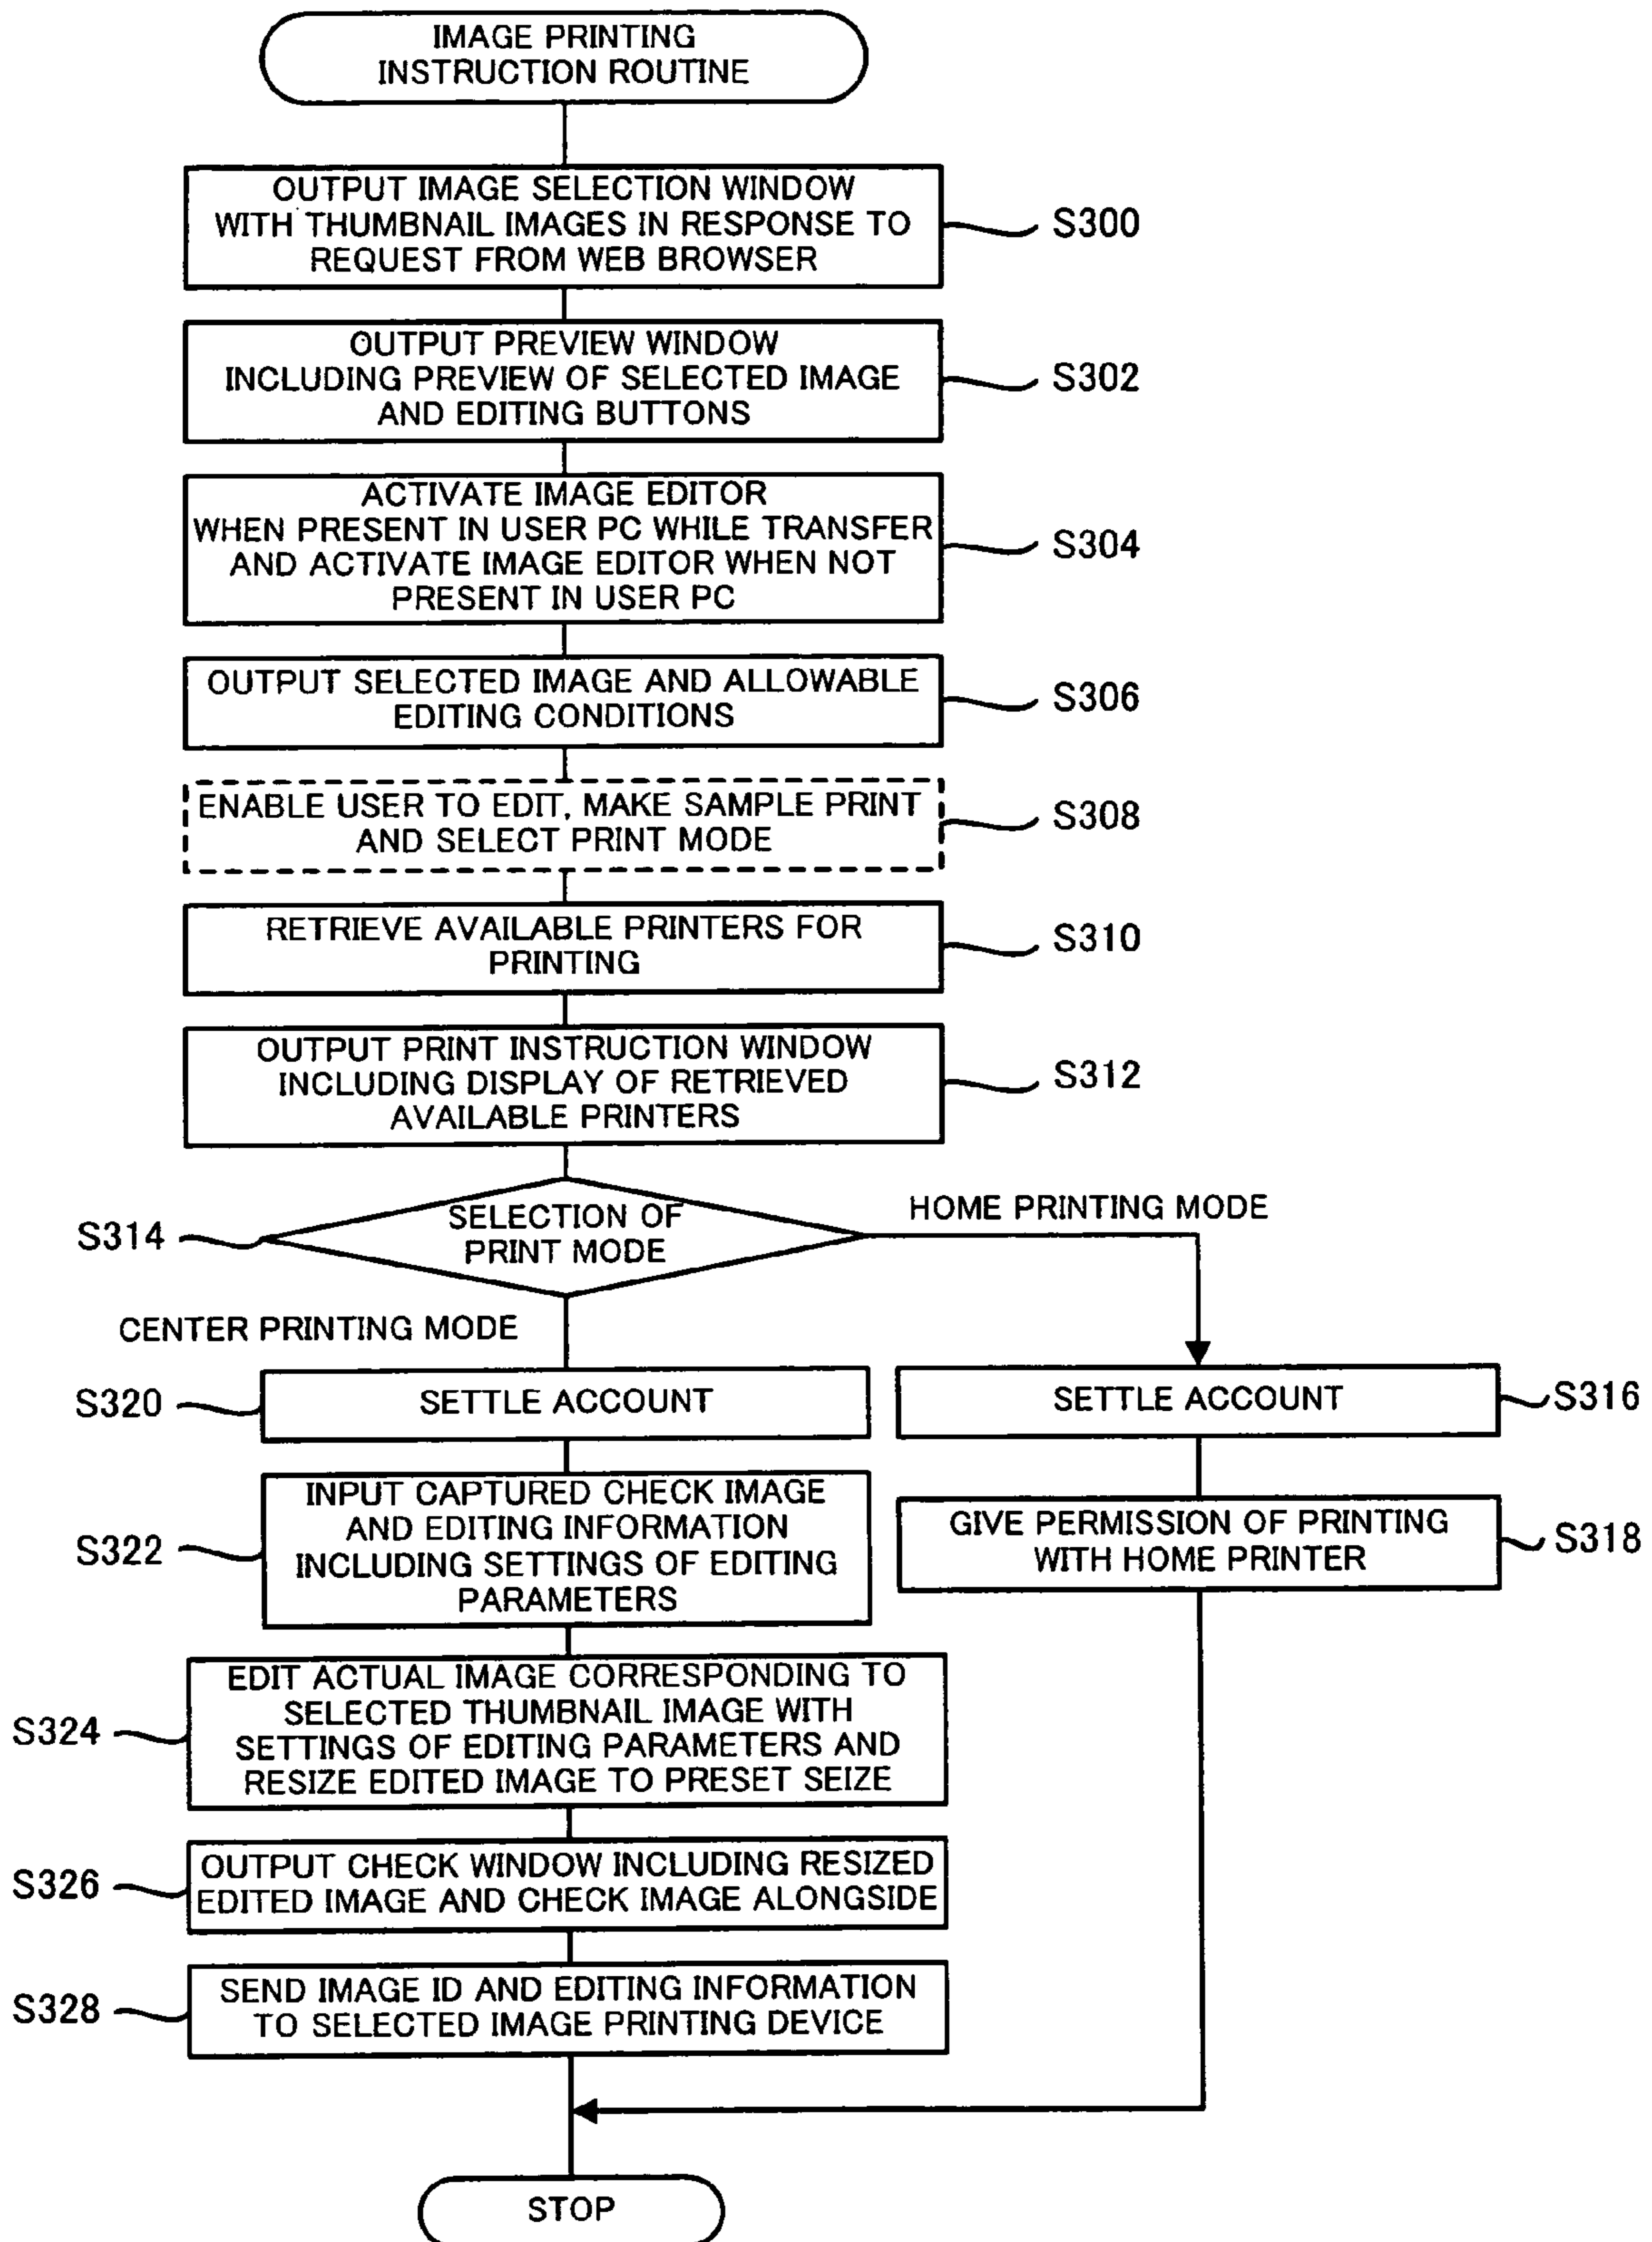 IMAGE PRINTING
INSTRUCTION ROUTINE
OUTPUT IMAGE SELECTION WINDOW
WITH THUMBNAIL IMAGES IN RESPONSE TO
REQUEST FROM WEB BROWSER
S300
OUTPUT PREVIEW WINDOW
INCLUDING PREVIEW OF SELECTED IMAGE
AND EDITING BUTTONS
S302
ACTIVATE IMAGE EDITOR
WHEN PRESENT IN USER PC WHILE TRANSFER
AND ACTIVATE IMAGE EDITOR WHEN NOT
PRESENT IN USER PC
S304
OUTPUT SELECTED IMAGE AND ALLOWABLE
EDITING CONDITIONS
S306
ENABLE USER TO EDIT, MAKE SAMPLE PRINT
AND SELECT PRINT MODE
S308
RETRIEVE AVAILABLE PRINTERS FOR
PRINTING
S310
OUTPUT PRINT INSTRUCTION WINDOW
INCLUDING DISPLAY OF RETRIEVED
AVAILABLE PRINTERS
S312
S314
SELECTION OF
PRINT MODE
HOME PRINTING MODE
CENTER PRINTING MODE
S320
SETTLE ACCOUNT
SETTLE ACCOUNT
S316
S322
INPUT CAPTURED CHECK IMAGE
AND EDITING INFORMATION
INCLUDING SETTINGS OF EDITING
PARAMETERS
GIVE PERMISSION OF PRINTING
WITH HOME PRINTER
S318
S324
EDIT ACTUAL IMAGE CORRESPONDING TO
SELECTED THUMBNAIL IMAGE WITH
SETTINGS OF EDITING PARAMETERS AND
RESIZE EDITED IMAGE TO PRESET SEIZE
S326
OUTPUT CHECK WINDOW INCLUDING RESIZED
EDITED IMAGE AND CHECK IMAGE ALONGSIDE
S328
SEND IMAGE ID AND EDITING INFORMATION
TO SELECTED IMAGE PRINTING DEVICE
STOP